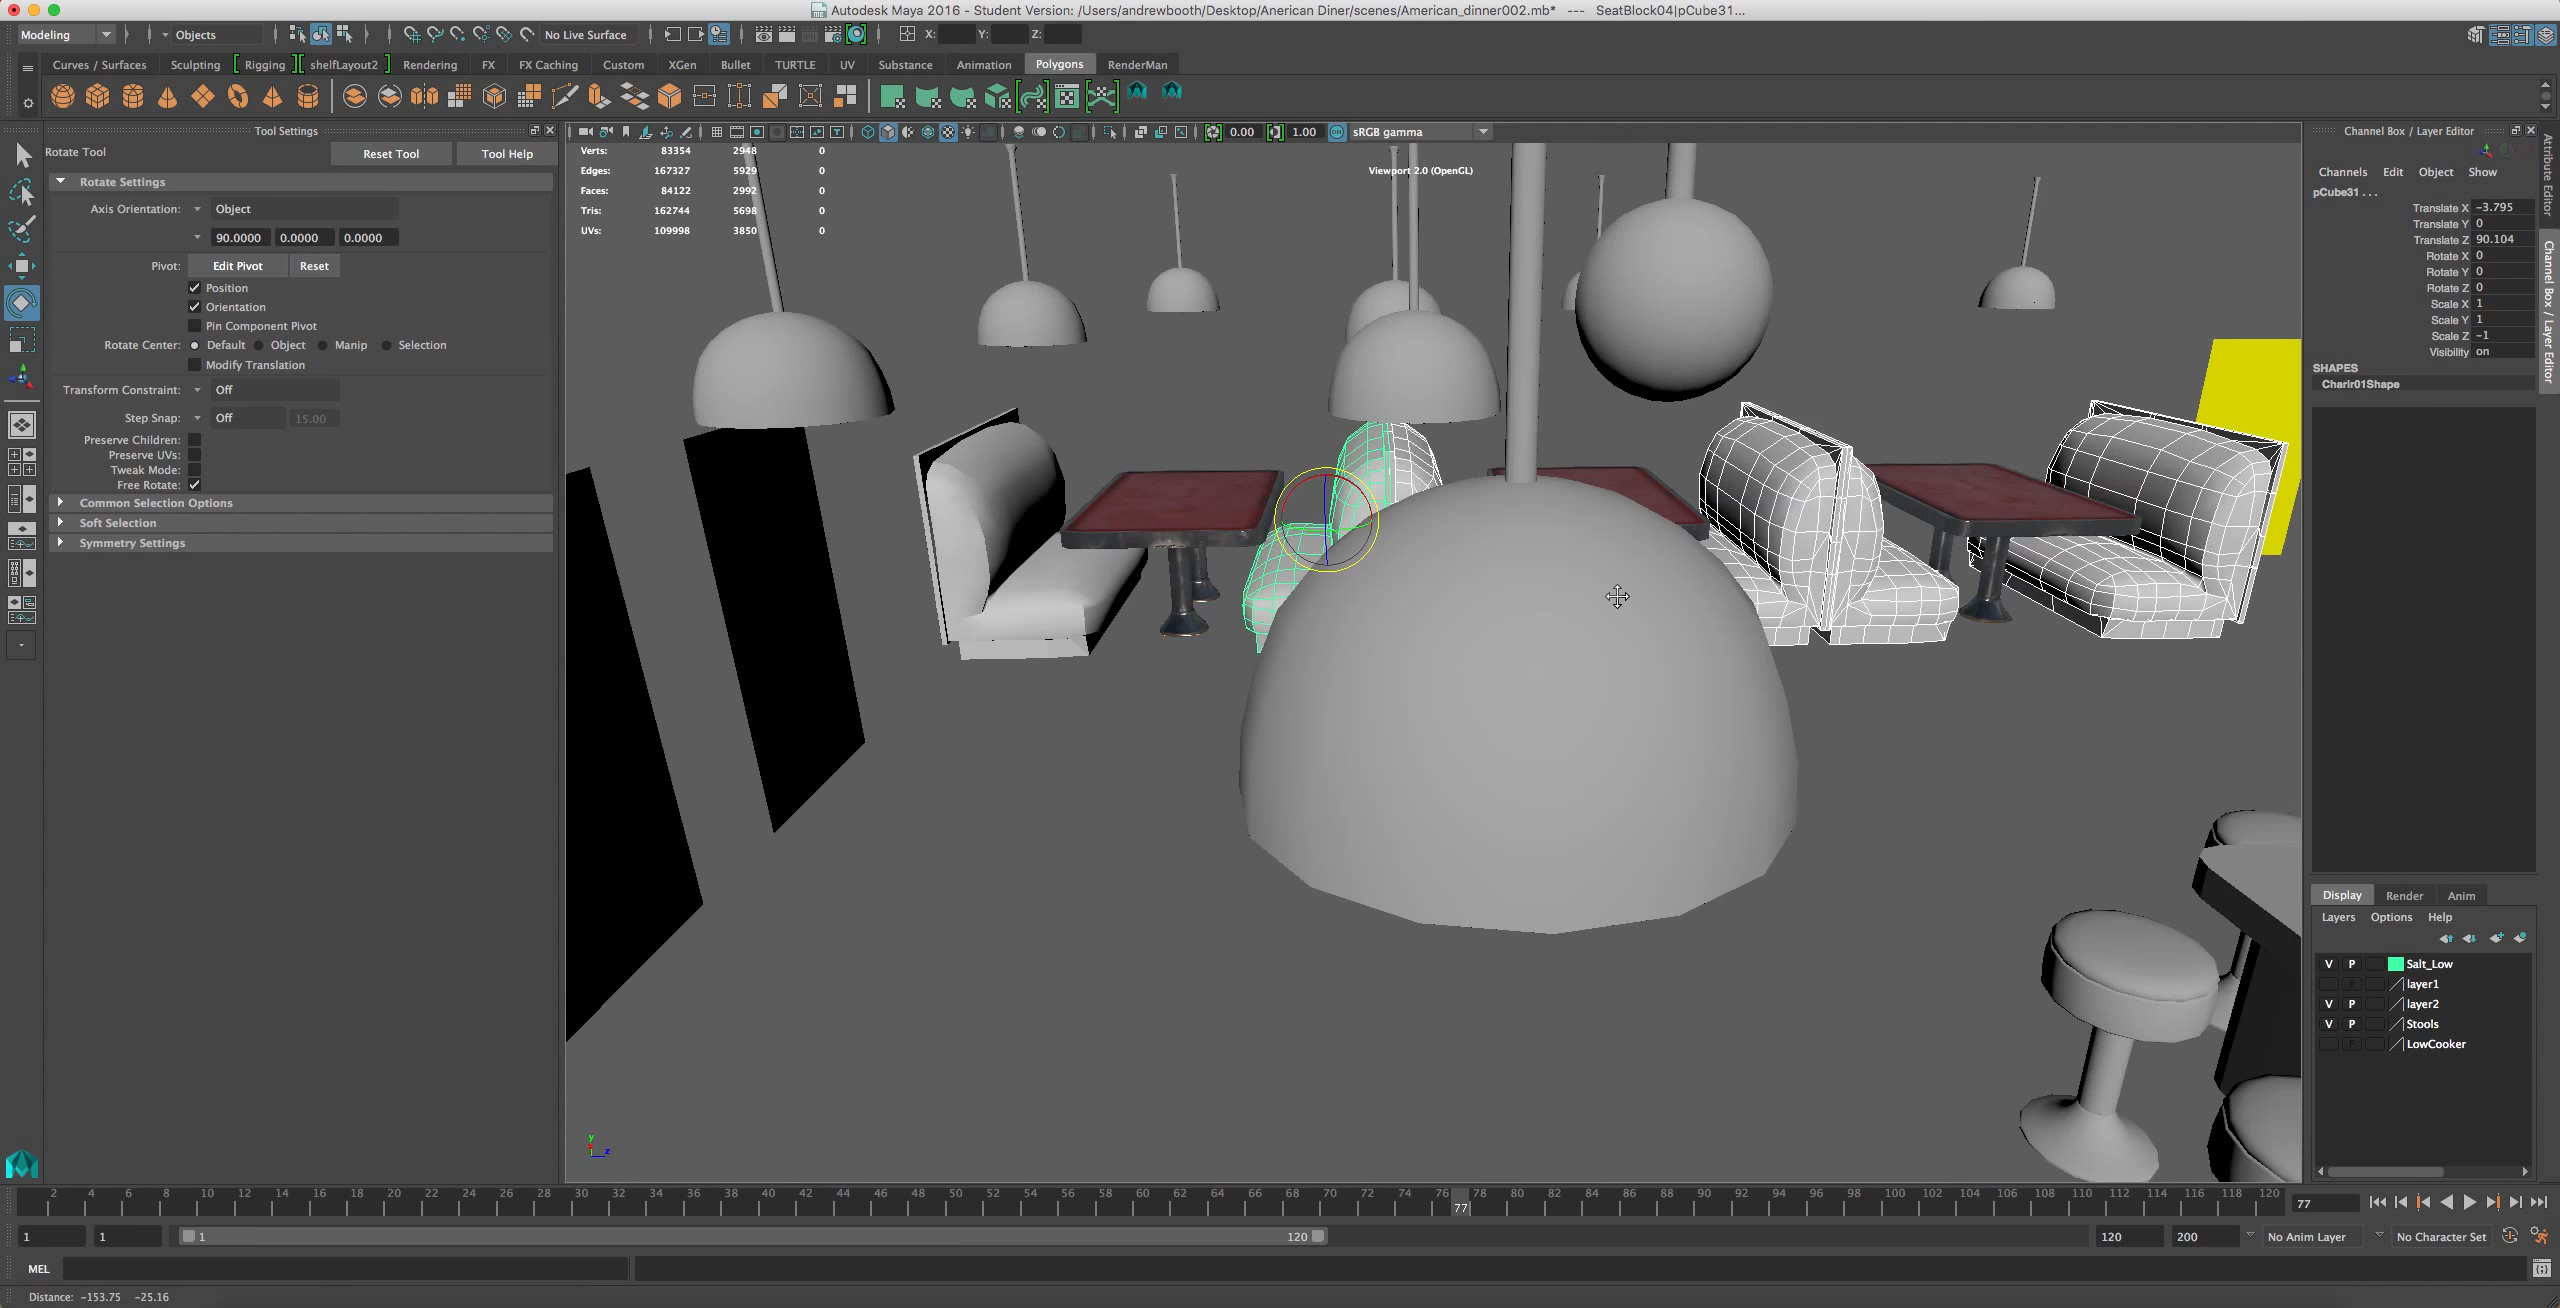 Autodesk Maya 2016 - Student Version: /Users/andrewbooth/Desktop/Anerican Diner/scenes/American_dinner002.mb* --- SeatBlock04|pCube31...
Modeling Objects No Live Surface X: Y: Z:
Curves / Surfaces Sculpting Rigging shelfLayout2 Rendering FX FX Caching Custom XGen Bullet TURTLE UV Substance Animation Polygons RenderMan
Tool Settings
Rotate Tool
Reset Tool Tool Help
Rotate Settings
Axis Orientation: Object
90.0000 0.0000 0.0000
Pivot: Edit Pivot Reset
Position
Orientation
Pin Component Pivot
Rotate Center: Default Object Manip Selection
Modify Translation
Transform Constraint: Off
Step Snap: Off 15.00
Preserve Children:
Preserve UVs:
Tweak Mode:
Free Rotate:
Common Selection Options
Soft Selection
Symmetry Settings
0.00 1.00 sRGB gamma
Verts: 83354 2948 0
Edges: 167327 5929 0
Faces: 84122 2992 0
Tris: 162744 5698 0
UVs: 109998 3850 0
Viewport 2.0 (OpenGL)
y
z
Channel Box / Layer Editor
Channels Edit Object Show
pCube31 . . .
Translate X -3.795
Translate Y 0
Translate Z 90.104
Rotate X 0
Rotate Y 0
Rotate Z 0
Scale X 1
Scale Y 1
Scale Z -1
Visibility on
SHAPES
CharIr01Shape
Attribute Editor
Channel Box / Layer Editor
Display Render Anim
Layers Options Help
V P Salt_Low
P layer1
V P layer2
V P Stools
P LowCooker
2 4 6 8 10 12 14 16 18 20 22 24 26 28 30 32 34 36 38 40 42 44 46 48 50 52 54 56 58 60 62 64 66 68 70 72 74 76 78 80 82 84 86 88 90 92 94 96 98 100 102 104 106 108 110 112 114 116 118 120
77 77
1 1 1 120 120 200 No Anim Layer No Character Set
MEL
Distance: -153.75 -25.16